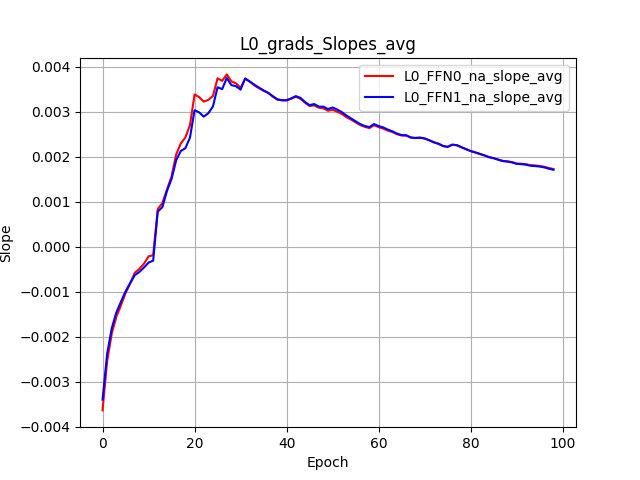 L0_grads_Slopes_avg
L0_FFN0_na_slope_avg
L0_FFN1_na_slope_avg
0.004
0.003
0.002
0.001
0.000
−0.001
−0.002
−0.003
−0.004
Slope
0 20 40 60 80 100
Epoch